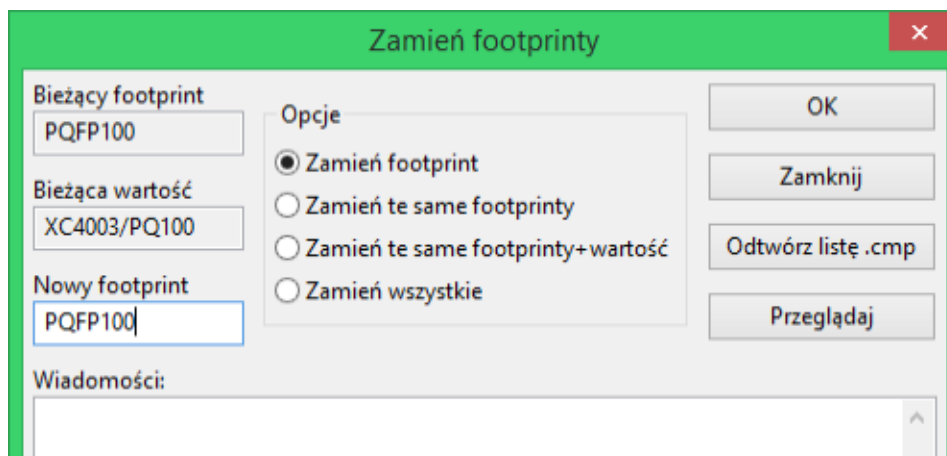 Zamień footprinty
Bieżący footprint
PQFP100
Bieżąca wartość
XC4003/PQ100
Nowy footprint
PQFP100
Opcje
Zamień footprint
Zamień te same footprinty
Zamień te same footprinty+wartość
Zamień wszystkie
OK
Zamknij
Odtwórz listę .cmp
Przeglądaj
Wiadomości: